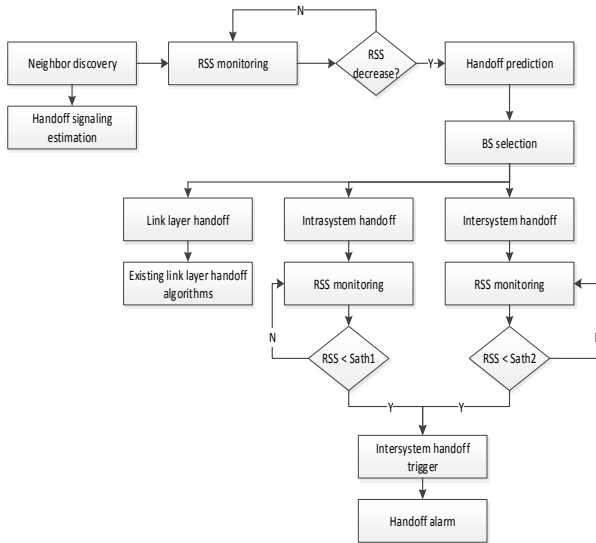 N
Neighbor discovery
RSS monitoring
RSS
decrease?
Y
Handoff prediction
Handoff signaling
estimation
BS selection
Link layer handoff
Intrasystem handoff
Intersystem handoff
Existing link layer handoff
algorithms
RSS monitoring
RSS monitoring
N
RSS < Sath1
RSS < Sath2
Y
Y
Intersystem handoff
trigger
Handoff alarm